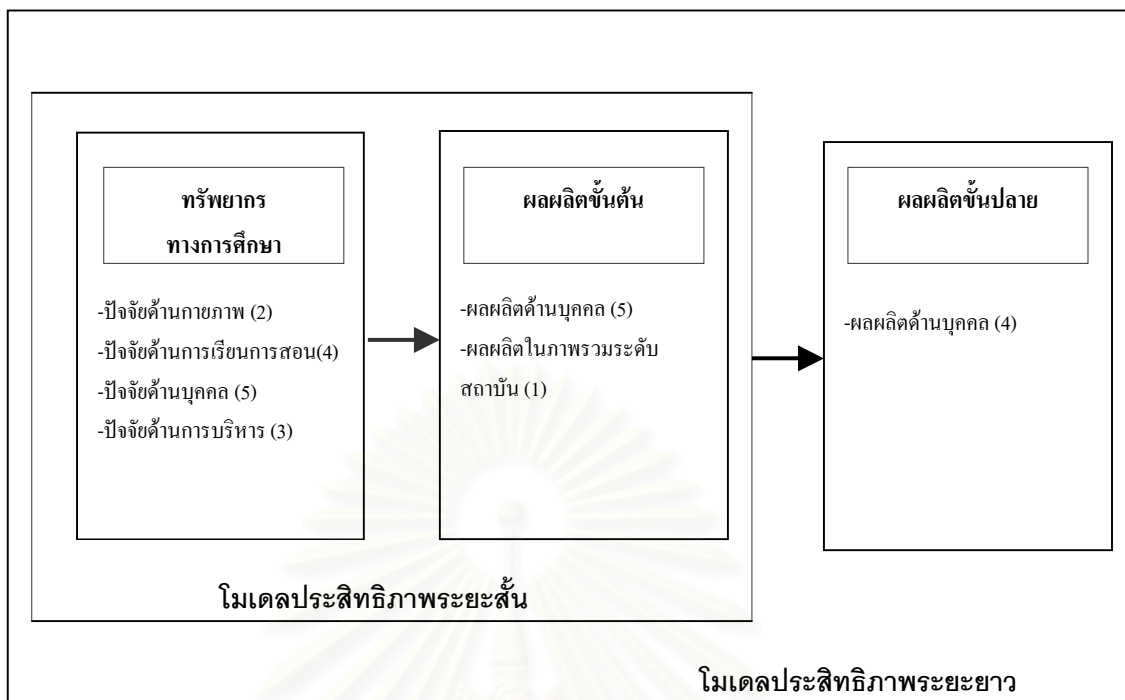 ทรัพยากร
ทางการศึกษา
-ปัจจัยด้านกายภาพ (2)
-ปัจจัยด้านการเรียนการสอน(4)
-ปัจจัยด้านบุคคล (5)
-ปัจจัยด้านการบริหาร (3)
ผลผลิตขั้นต้น
-ผลผลิตด้านบุคคล (5)
-ผลผลิตในภาพรวมระดับ
สถาบัน (1)
ผลผลิตขั้นปลาย
-ผลผลิตด้านบุคคล (4)
โมเดลประสิทธิภาพระยะสั้น
โมเดลประสิทธิภาพระยะยาว